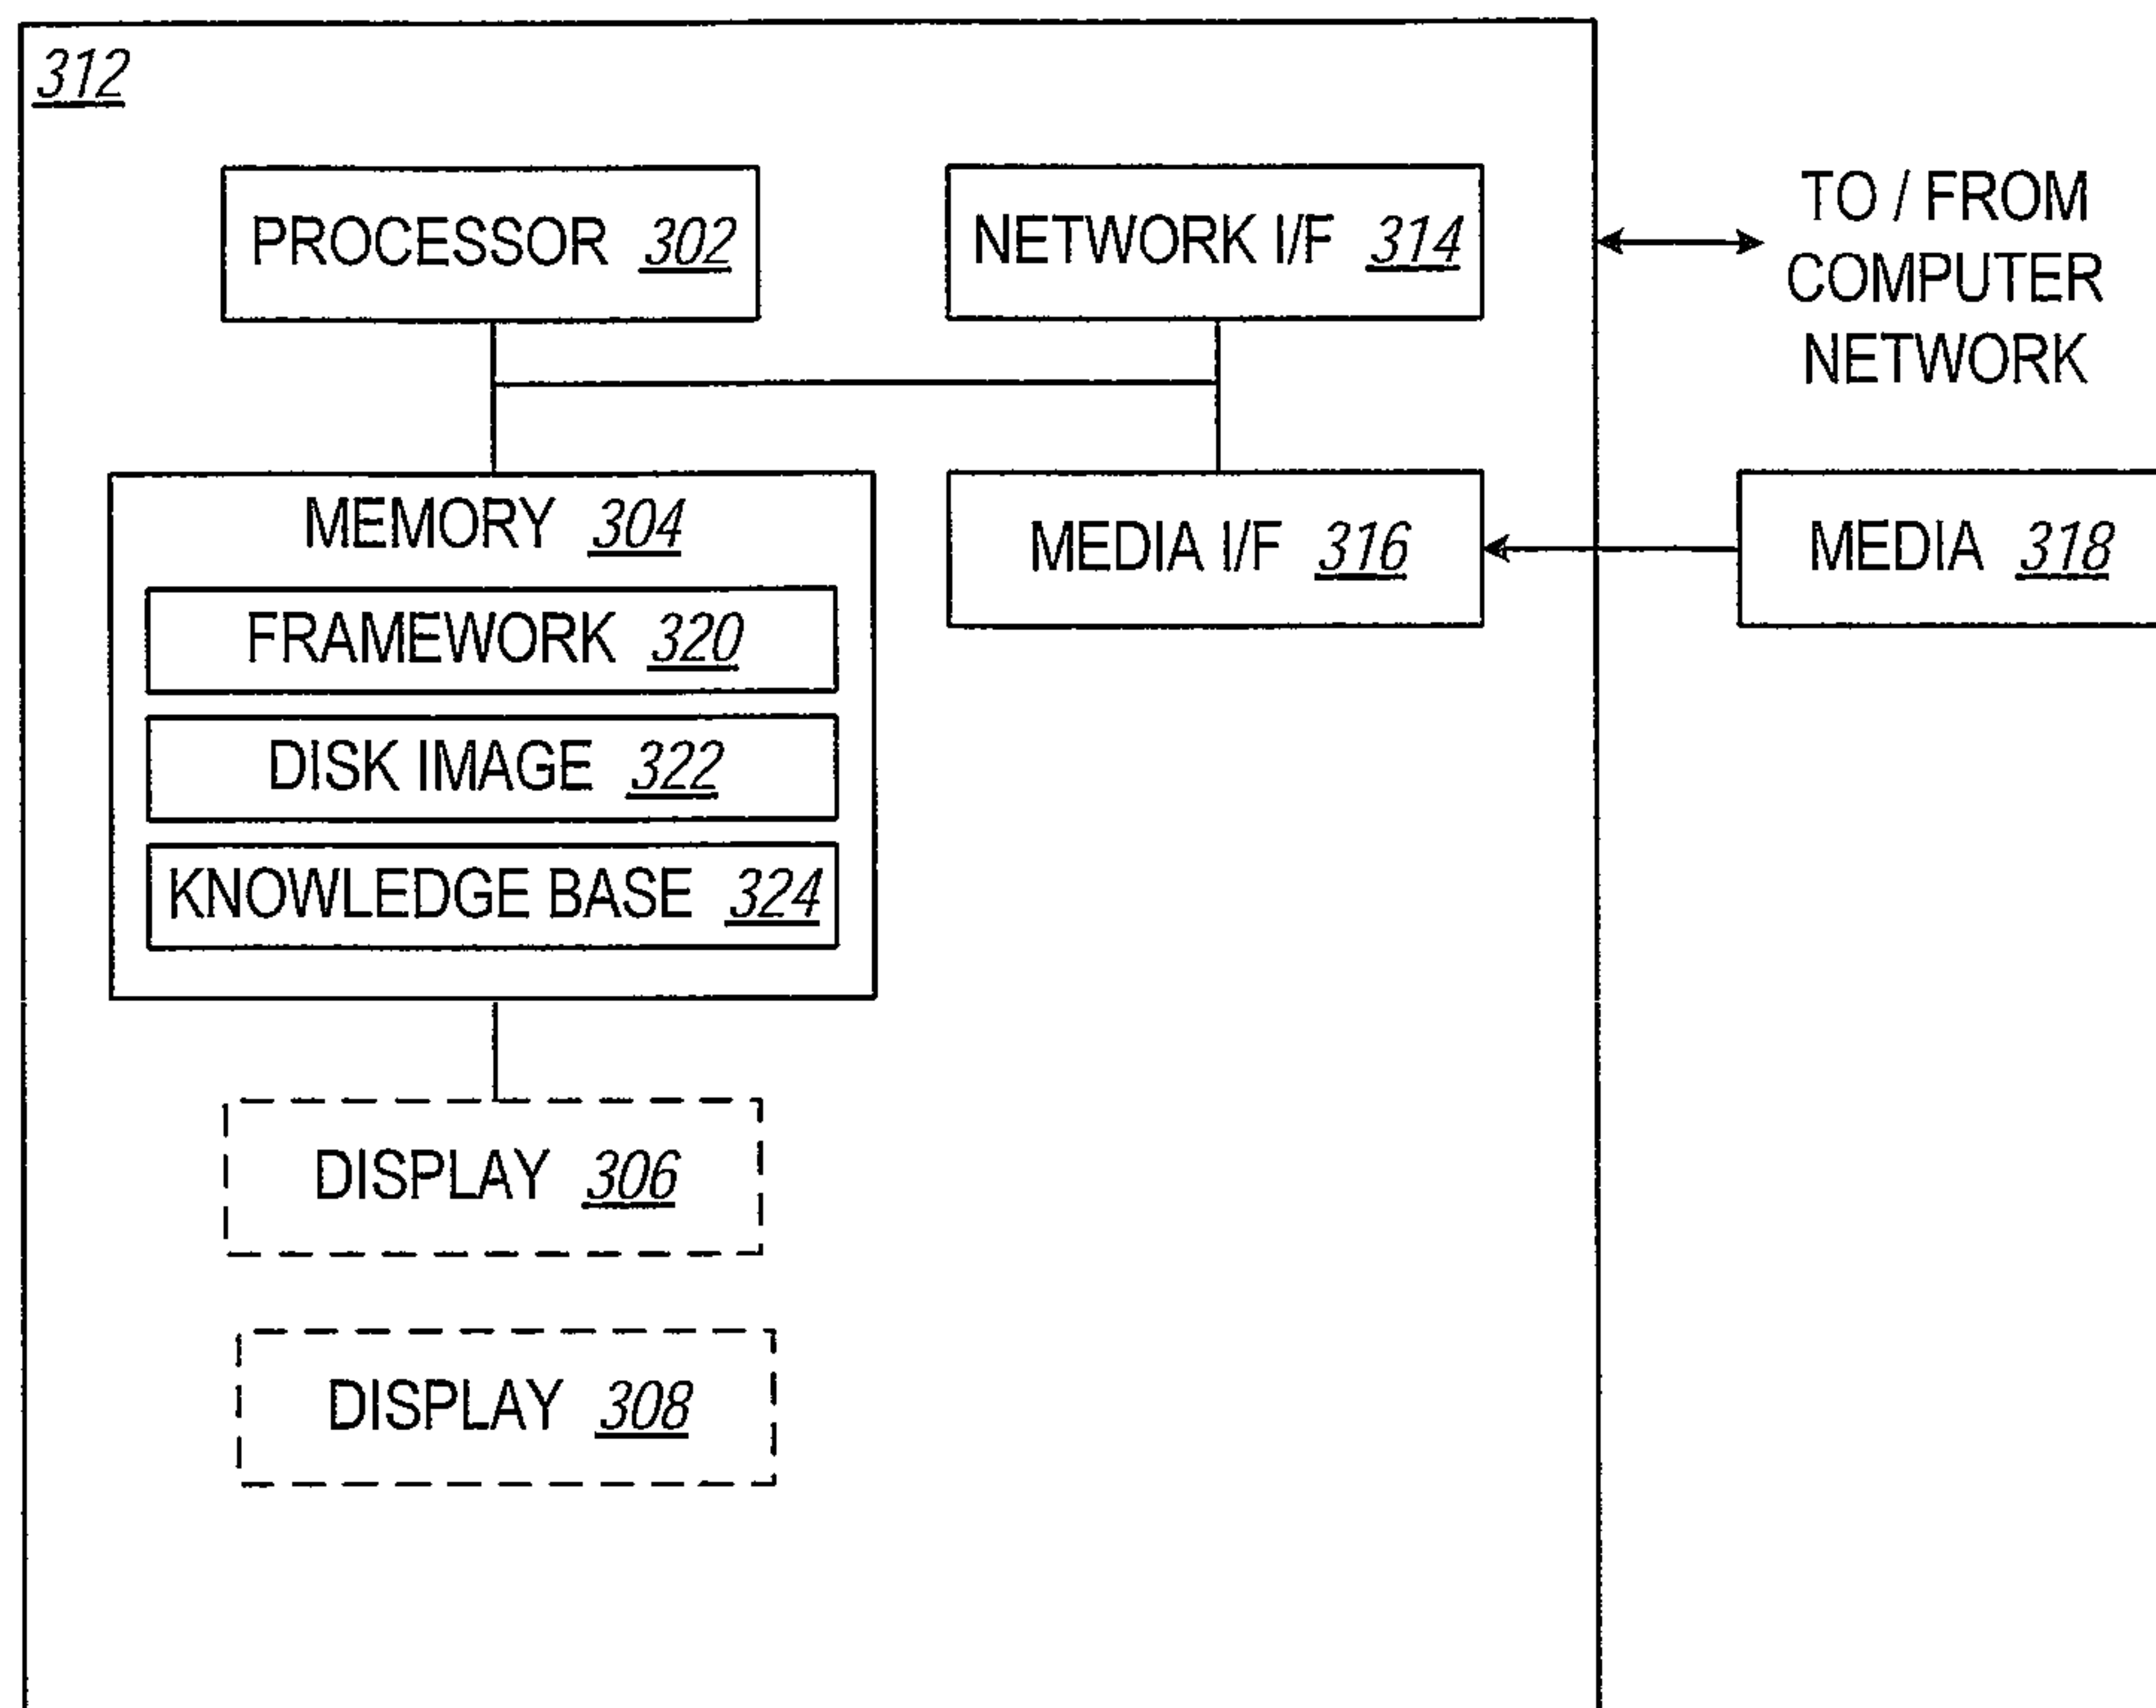 312
PROCESSOR 302
NETWORK I/F 314
TO / FROM
COMPUTER
NETWORK
MEMORY 304
FRAMEWORK 320
DISK IMAGE 322
KNOWLEDGE BASE 324
MEDIA I/F 316
MEDIA 318
DISPLAY 306
DISPLAY 308